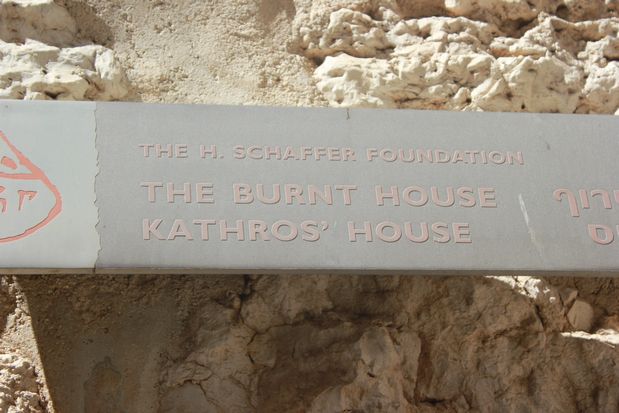 THE H. SCHAFFER FOUNDATION
THE BURNT HOUSE
KATHROS' HOUSE